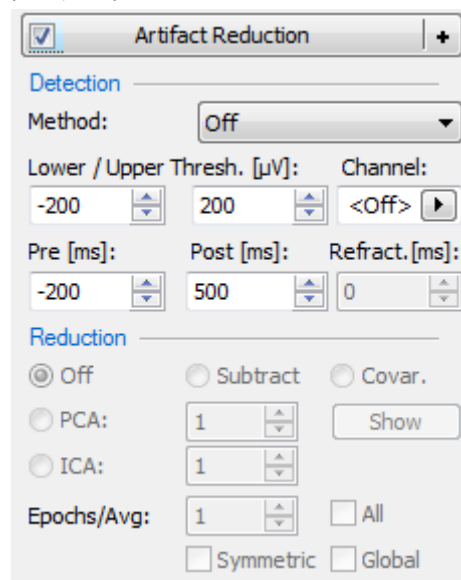 Artifact Reduction +
Detection
Method: Off
Lower / Upper Thresh. [µV]: Channel:
-200 200 <Off>
Pre [ms]: Post [ms]: Refract.[ms]:
-200 500 0
Reduction
Off Subtract Covar.
PCA: 1 Show
ICA: 1
Epochs/Avg: 1 All
Symmetric Global